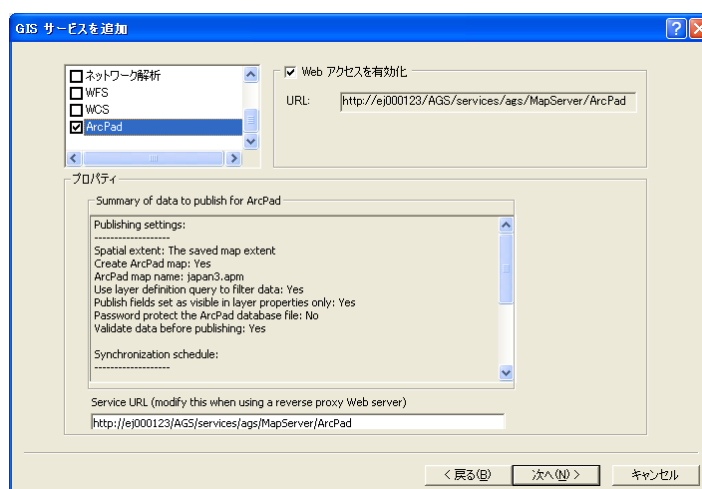 GIS サービスを追加
ネットワーク解析
WFS
WCS
ArcPad
Web アクセスを有効化
URL: http://ej000123/AGS/services/ags/MapServer/ArcPad
プロパティ
Summary of data to publish for ArcPad
Publishing settings:
-------------------
Spatial extent: The saved map extent
Create ArcPad map: Yes
ArcPad map name: japan3.apm
Use layer definition query to filter data: Yes
Publish fields set as visible in layer properties only: Yes
Password protect the ArcPad database file: No
Validate data before publishing: Yes
Synchronization schedule:
-------------------
Service URL (modify this when using a reverse proxy Web server)
http://ej000123/AGS/services/ags/MapServer/ArcPad
< 戻る(B) 次へ(N) > キャンセル